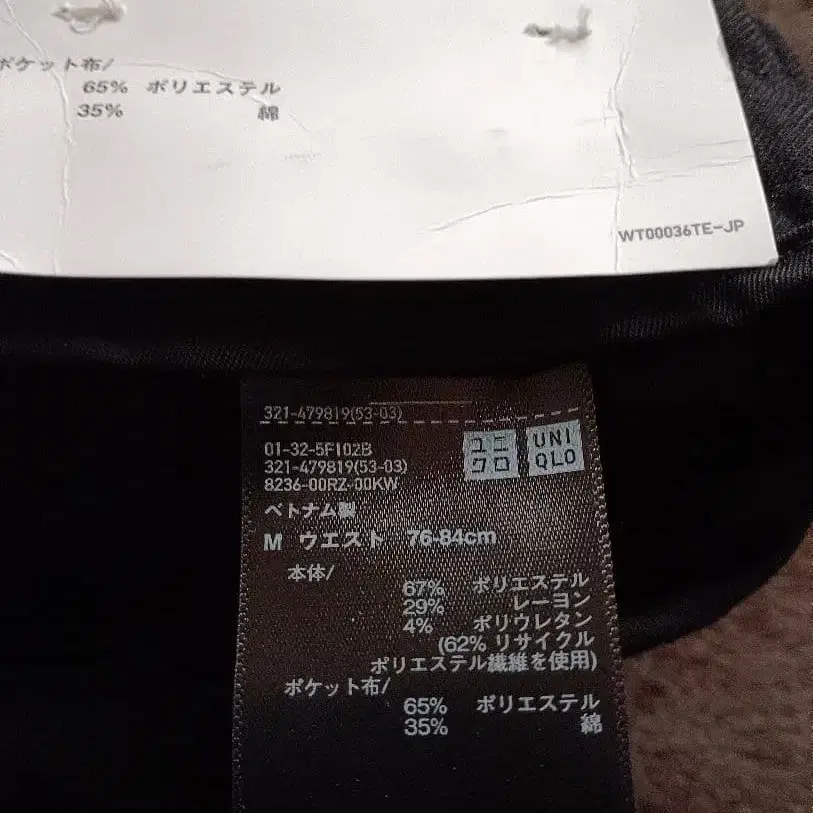 ポケット布/
65% ポリエステル
35% 綿
WT00036TE-JP
321-479819(53-03)
01-32-5F102B
321-479819(53-03)
8236-00RZ-00KW
ユニ
クロ
UNI
QLO
ベトナム製
M ウエスト 76-84cm
本体/
67% ポリエステル
29% レーヨン
4% ポリウレタン
(62% リサイクル
ポリエステル繊維を使用)
ポケット布/
65% ポリエステル
35% 綿